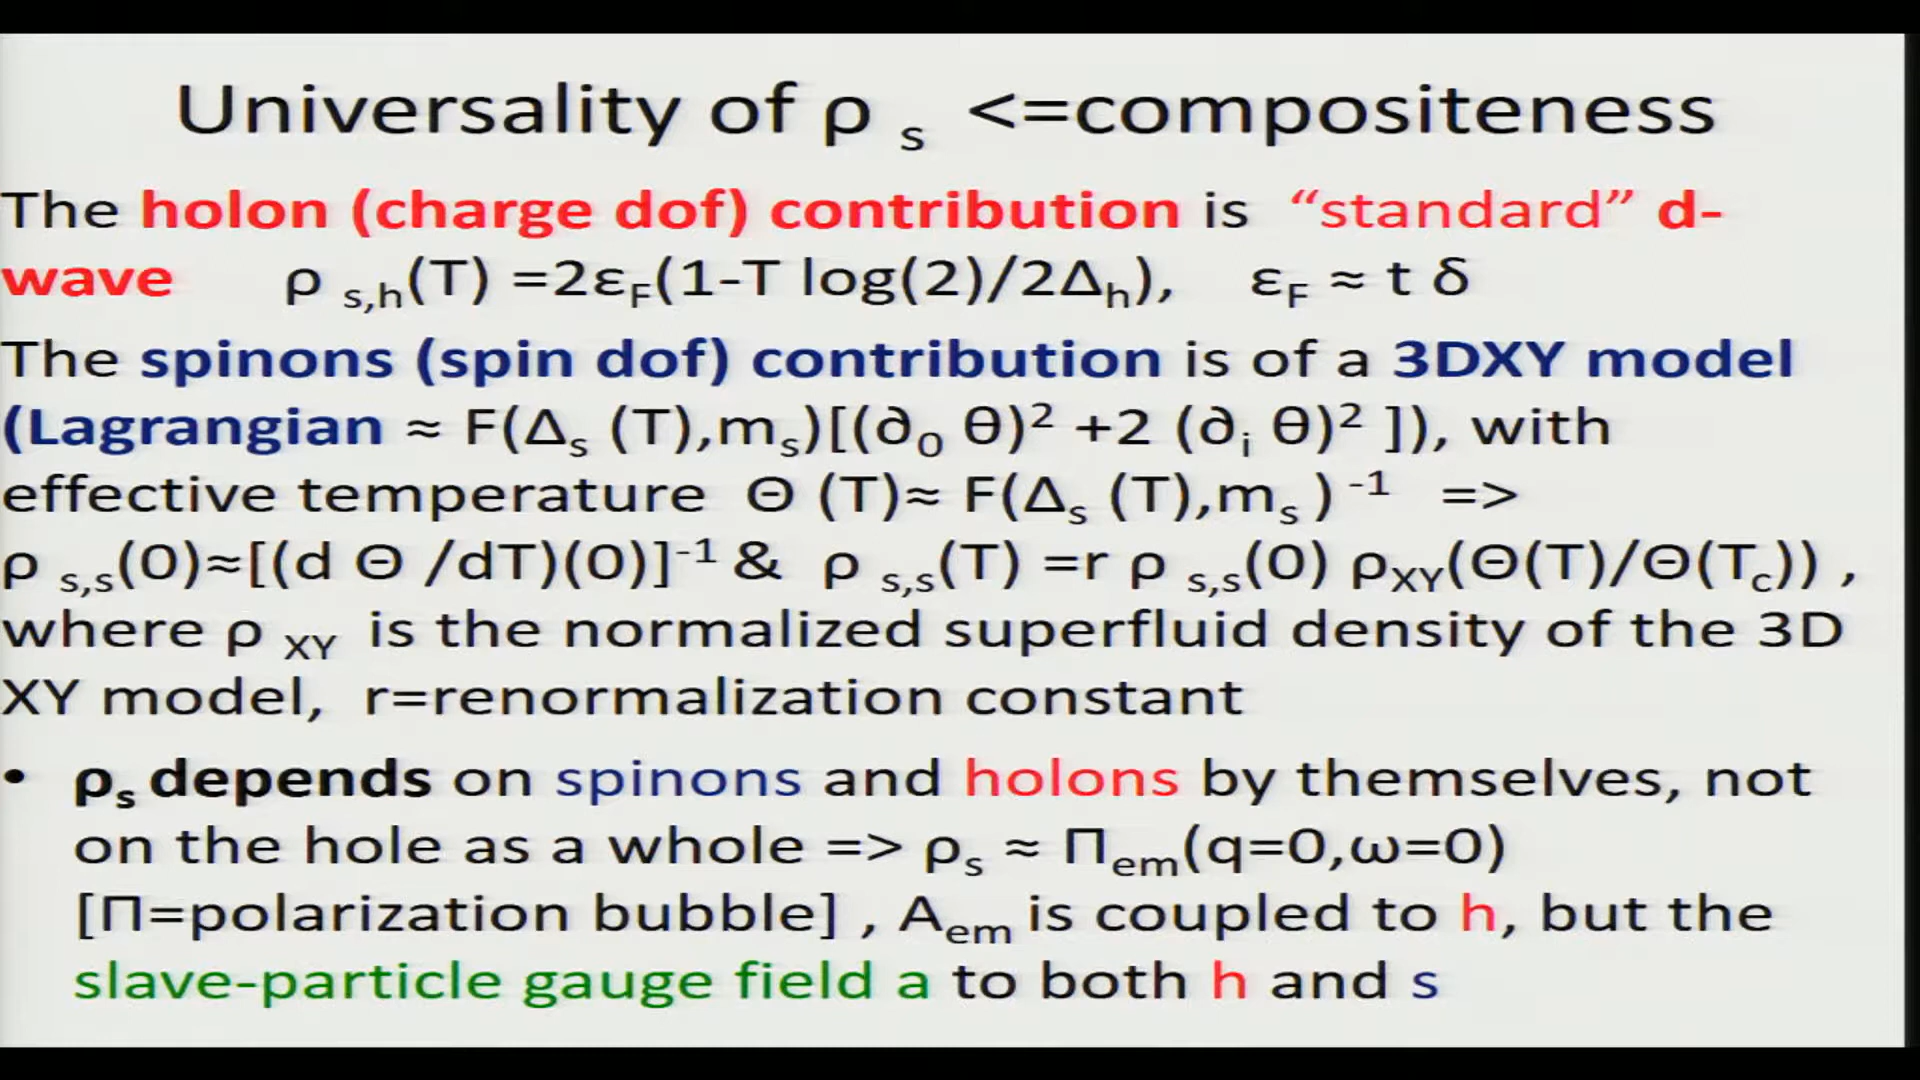 Universality of ρ s <=compositeness
The holon (charge dof) contribution is “standard” d-
wave ρ s,h(T) =2εF(1-T log(2)/2Δh), εF ≈ t δ
The spinons (spin dof) contribution is of a 3DXY model
(Lagrangian ≈ F(Δs (T),ms)[(∂0 θ)² +2 (∂i θ)² ]), with
effective temperature Θ (T)≈ F(Δs (T),ms ) -1 =>
ρ s,s(0)≈[(d Θ /dT)(0)]-1 & ρ s,s(T) =r ρ s,s(0) ρXY(Θ(T)/Θ(Tc)) ,
where ρ XY is the normalized superfluid density of the 3D
XY model, r=renormalization constant
• ρs depends on spinons and holons by themselves, not
on the hole as a whole => ρs ≈ Πem(q=0,ω=0)
[Π=polarization bubble] , Aem is coupled to h, but the
slave-particle gauge field a to both h and s